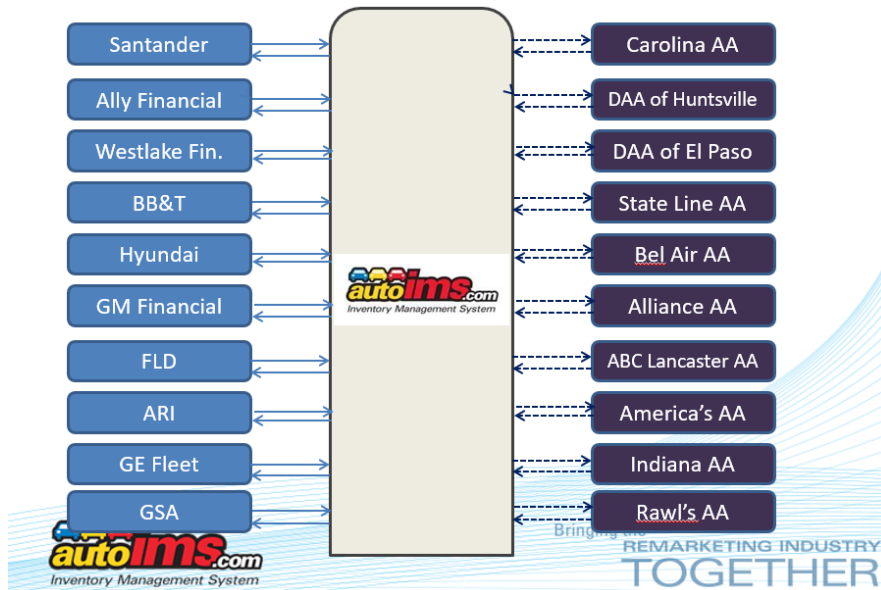 Santander
Carolina AA
Ally Financial
DAA of Huntsville
Westlake Fin.
DAA of El Paso
BB&T
State Line AA
Hyundai
Bel Air AA
autoims.com
Inventory Management System
GM Financial
Alliance AA
FLD
ABC Lancaster AA
ARI
America's AA
GE Fleet
Indiana AA
GSA
Rawl's AA
Bringing the
autoims.com
Inventory Management System
REMARKETING INDUSTRY
TOGETHER